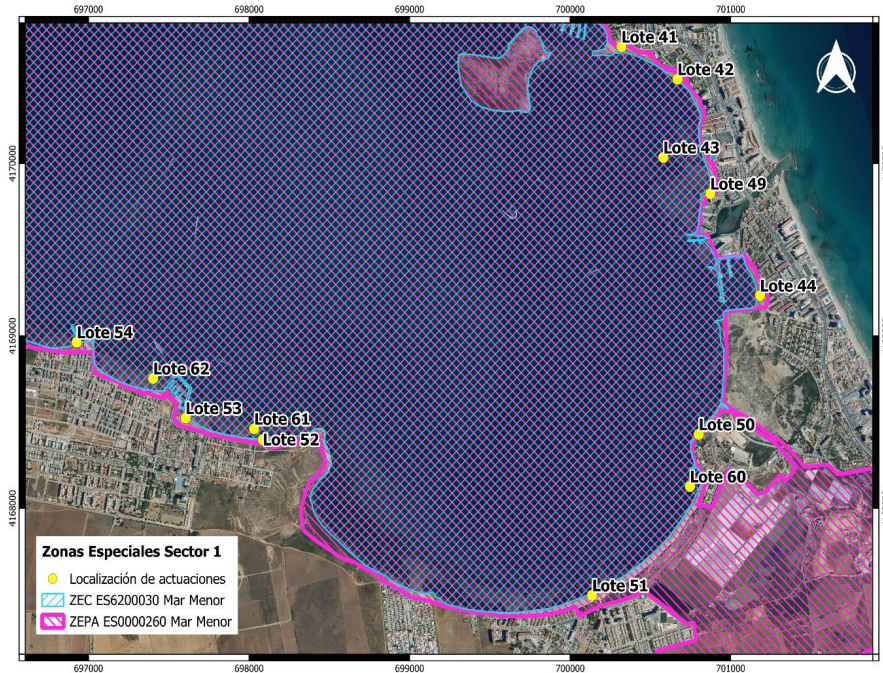 697000
698000
699000
700000
701000
Lote 41
Lote 42
4170000
Lote 43
Lote 49
Lote 44
4169000
Lote 54
Lote 62
Lote 53
Lote 61
Lote 52
Lote 50
4168000
Lote 60
Lote 51
Zonas Especiales Sector 1
Localización de actuaciones
ZEC ES6200030 Mar Menor
ZEPA ES0000260 Mar Menor
697000
698000
699000
700000
701000